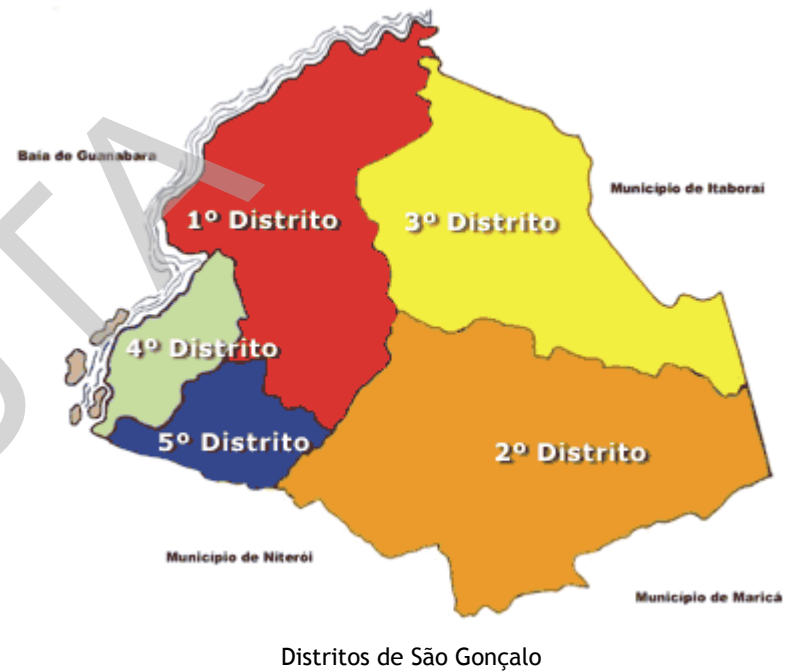 Baía de Guanabara
Município de Itaboraí
1º Distrito
3º Distrito
4º Distrito
5º Distrito
2º Distrito
Município de Niterói
Município de Maricá
Distritos de São Gonçalo